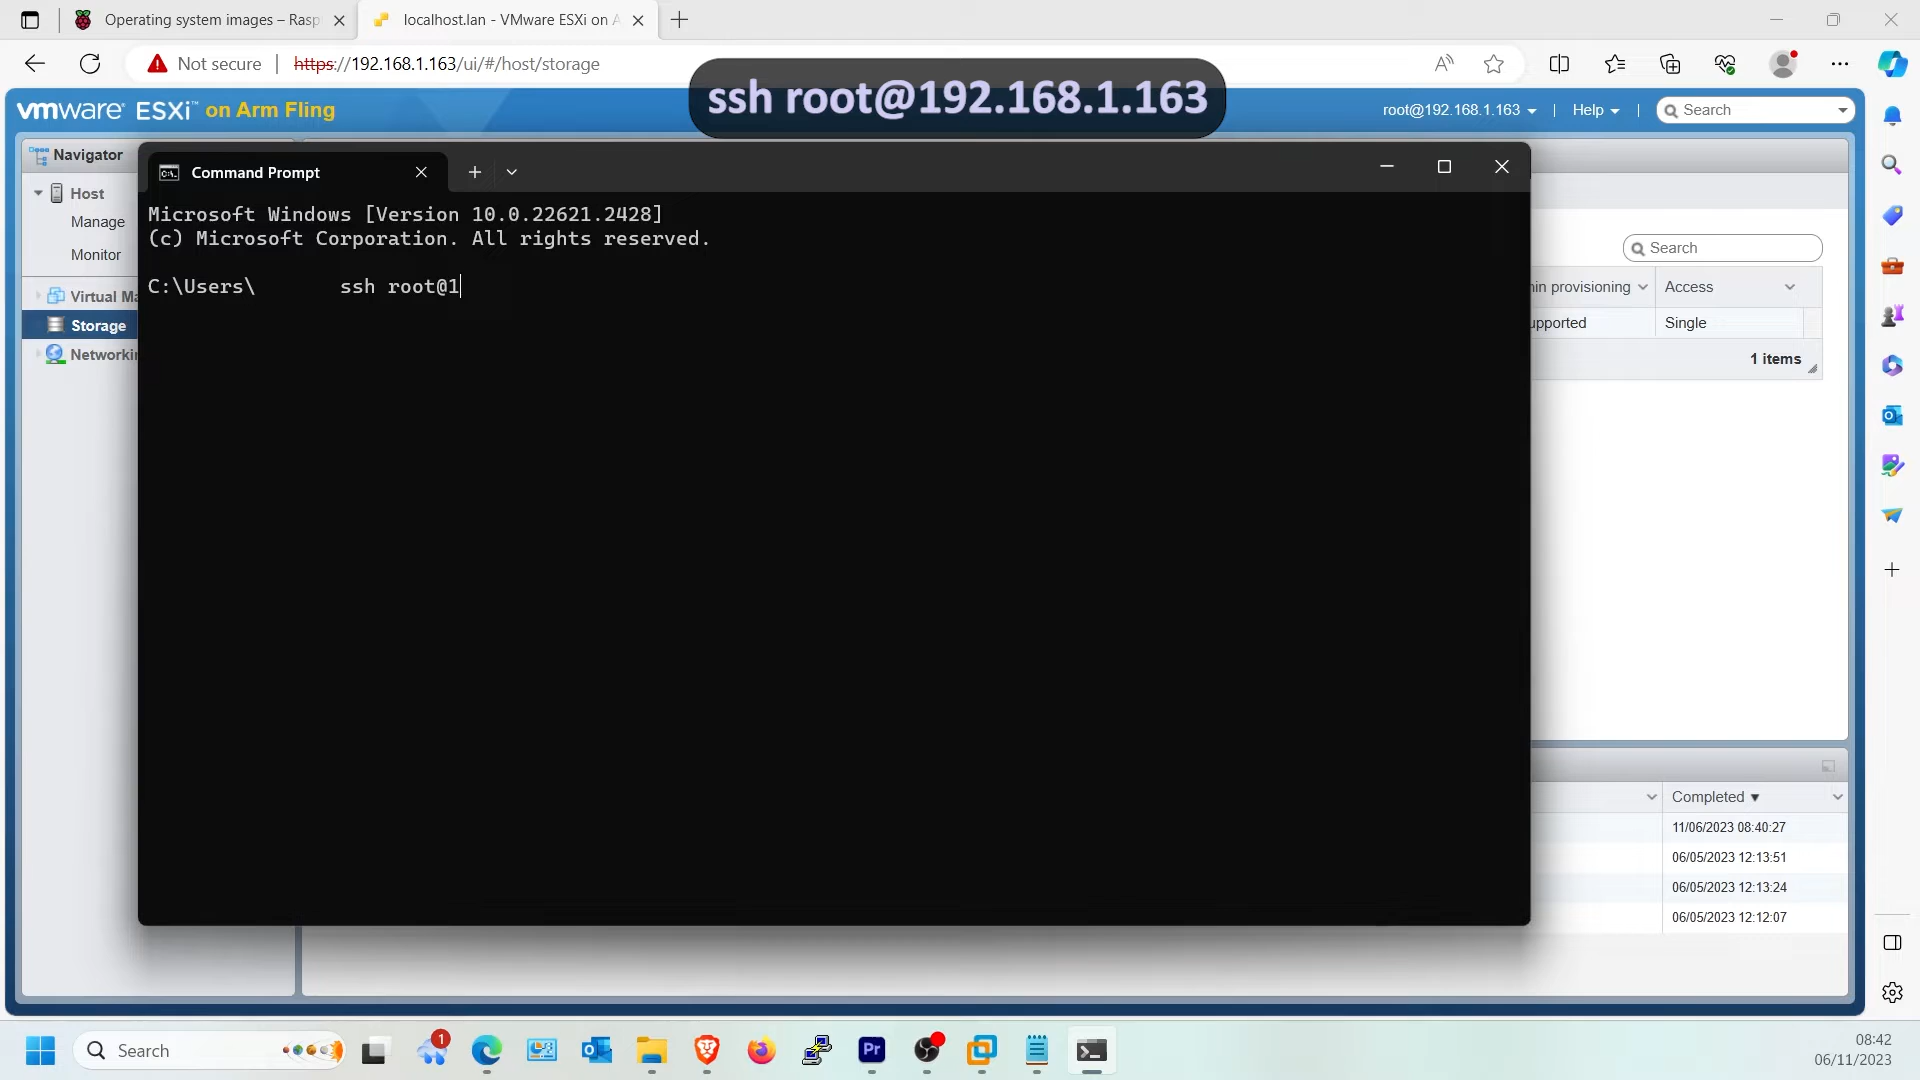 Operating system images – Rasp
localhost.lan - VMware ESXi on A
Not secure
https://192.168.1.163/ui/#/host/storage
ssh root@192.168.1.163
vmware ESXi™ on Arm Fling
root@192.168.1.163
Help
Search
Navigator
Host
Manage
Monitor
Virtual Ma
Storage
Networkin
Command Prompt
Microsoft Windows [Version 10.0.22621.2428]
(c) Microsoft Corporation. All rights reserved.
C:\Users\ ssh root@1
Search
in provisioning
Access
upported
Single
1 items
Completed ▼
11/06/2023 08:40:27
06/05/2023 12:13:51
06/05/2023 12:13:24
06/05/2023 12:12:07
Search
1
Pr
08:42
06/11/2023